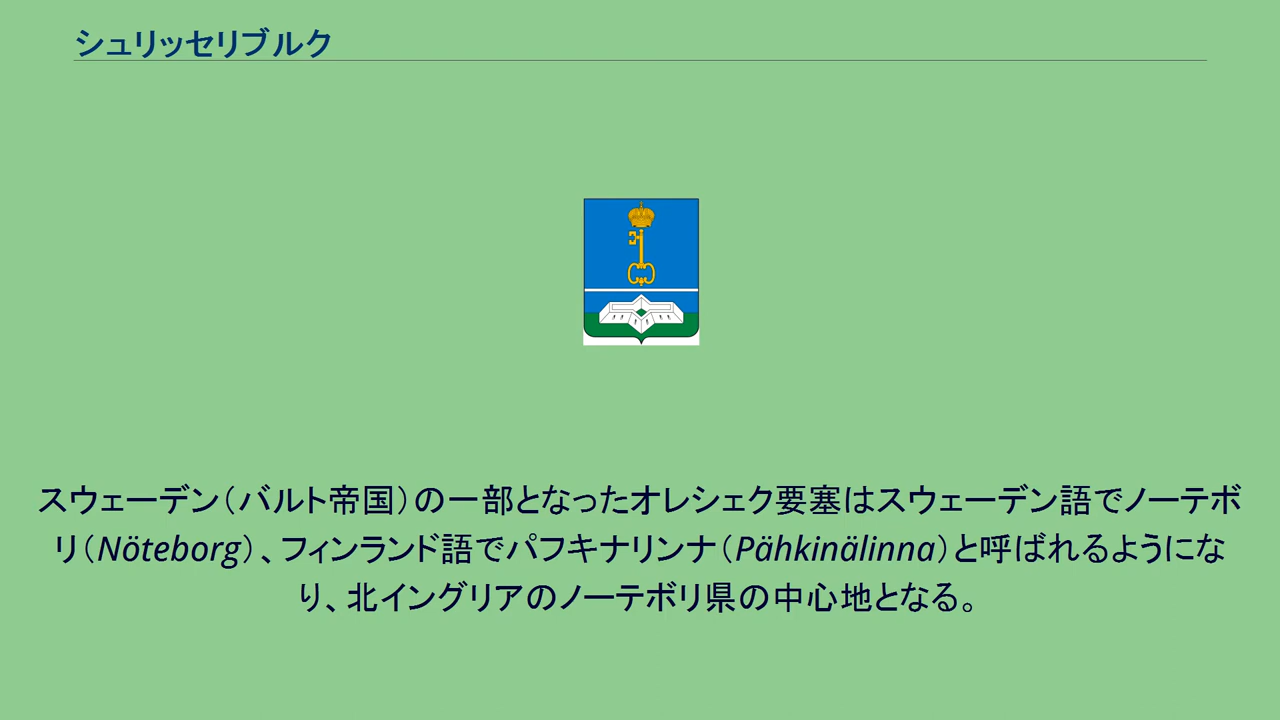 シュリッセリブルク
スウェーデン（バルト帝国）の一部となったオレシェク要塞はスウェーデン語でノーテボ
リ（Nöteborg）、フィンランド語でパフキナリンナ（Pähkinälinna）と呼ばれるようにな
り、北イングリアのノーテボリ県の中心地となる。